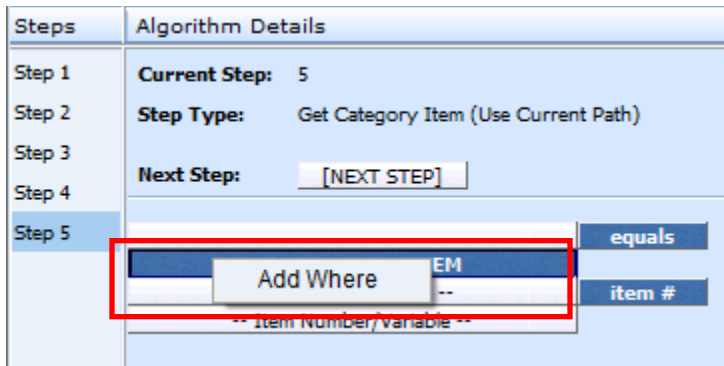 Steps
Algorithm Details
Step 1
Current Step: 5
Step 2
Step Type: Get Category Item (Use Current Path)
Step 3
Next Step: [NEXT STEP]
Step 4
Step 5
equals
EM
Add Where
--
item #
-- Item Number/Variable --